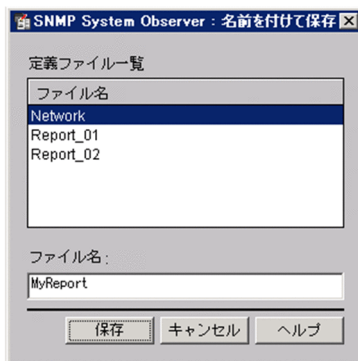 SNMP System Observer : 名前を付けて保存
定義ファイル一覧
ファイル名
Network
Report_01
Report_02
ファイル名 :
MyReport
保存 キャンセル ヘルプ